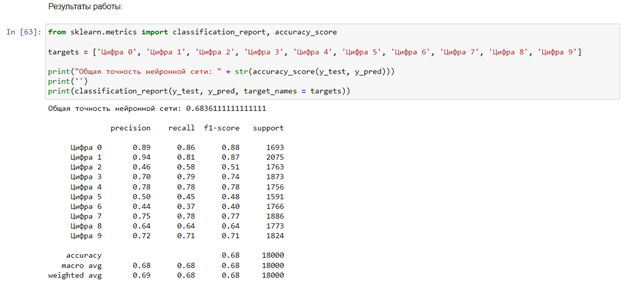 Результаты работы:
In [63]: from sklearn.metrics import classification_report, accuracy_score
targets = ['Цифра 0', 'Цифра 1', 'Цифра 2', 'Цифра 3', 'Цифра 4', 'Цифра 5', 'Цифра 6', 'Цифра 7', 'Цифра 8', 'Цифра 9']
print("Общая точность нейронной сети: " + str(accuracy_score(y_test, y_pred)))
print('')
print(classification_report(y_test, y_pred, target_names = targets))
Общая точность нейронной сети: 0.6836111111111111
precision recall f1-score support
Цифра 0 0.89 0.86 0.88 1693
Цифра 1 0.94 0.81 0.87 2075
Цифра 2 0.46 0.58 0.51 1763
Цифра 3 0.70 0.79 0.74 1873
Цифра 4 0.78 0.78 0.78 1756
Цифра 5 0.50 0.45 0.48 1591
Цифра 6 0.44 0.37 0.40 1766
Цифра 7 0.75 0.78 0.77 1886
Цифра 8 0.64 0.64 0.64 1773
Цифра 9 0.72 0.71 0.71 1824
accuracy 0.68 18000
macro avg 0.68 0.68 0.68 18000
weighted avg 0.69 0.68 0.68 18000